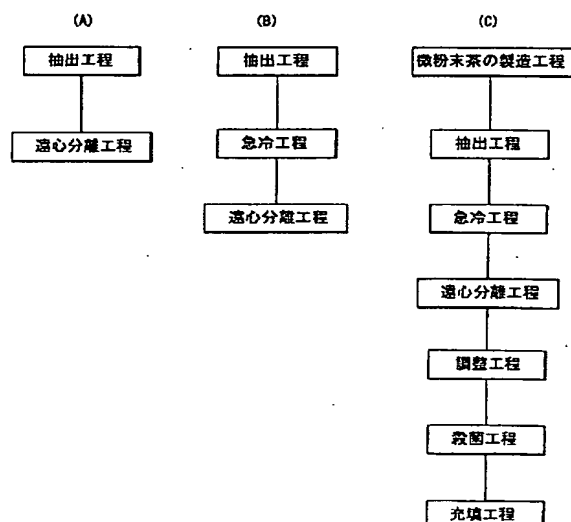 (A)
抽出工程
遠心分離工程
(B)
抽出工程
急冷工程
遠心分離工程
(C)
微粉末茶の製造工程
抽出工程
急冷工程
遠心分離工程
調整工程
殺菌工程
充填工程